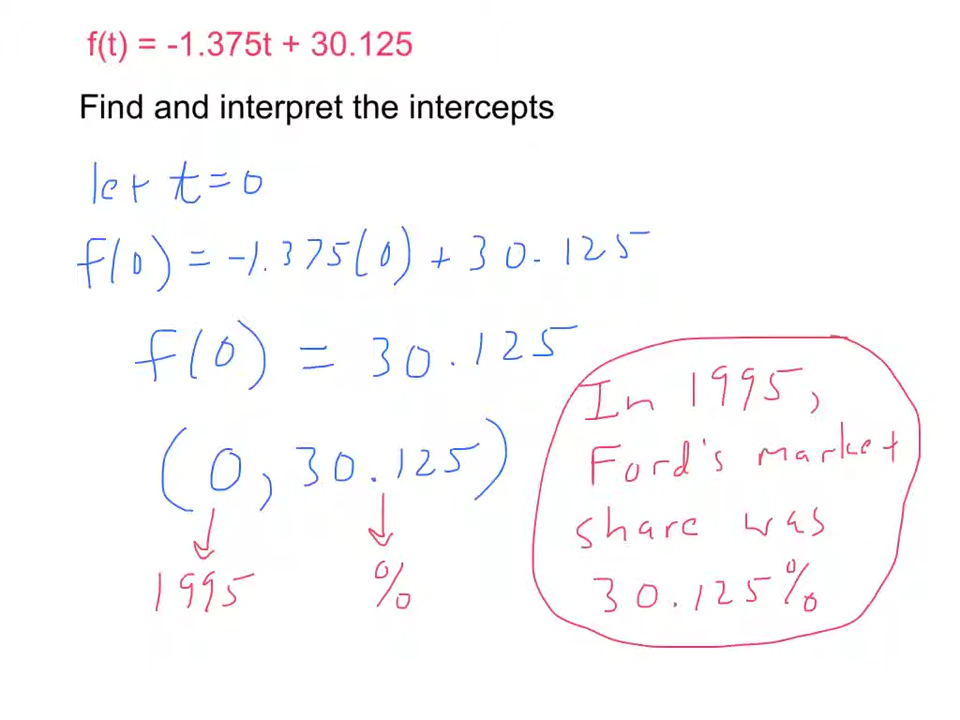 f(t) = -1.375t + 30.125
Find and interpret the intercepts
let t=0
f(0) = -1.375(0) + 30.125
f(0) = 30.125
(0, 30.125)
1995 %
In 1995,
Ford's market
share was
30.125%